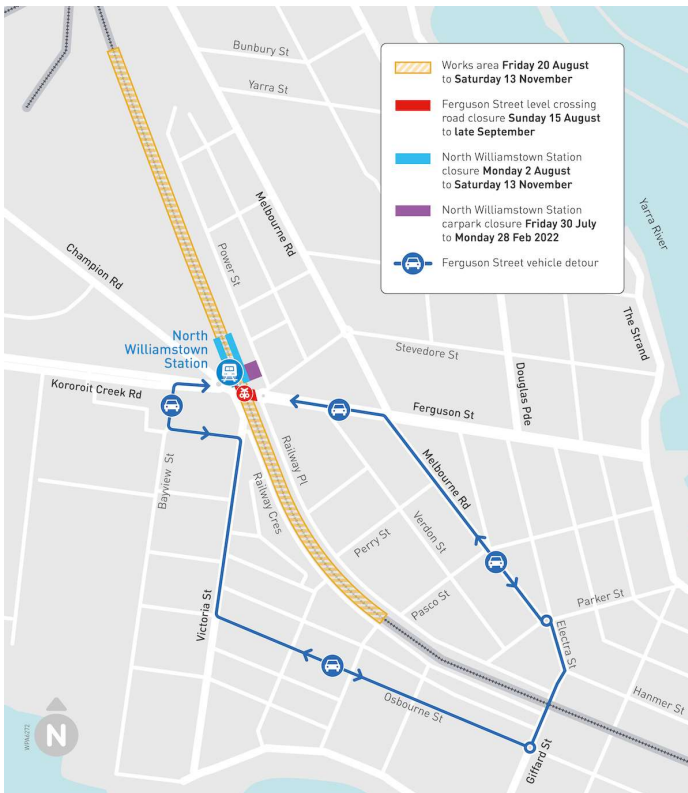 Bunbury St
Yarra St
Melbourne Rd
Power St
Champion Rd
Works area Friday 20 August
to Saturday 13 November
Ferguson Street level crossing
road closure Sunday 15 August
to late September
North Williamstown Station
closure Monday 2 August
to Saturday 13 November
North Williamstown Station
carpark closure Friday 30 July
to Monday 28 Feb 2022
Ferguson Street vehicle detour
Yarra River
The Strand
North
Williamstown
Station
Stevedore St
Douglas Pde
Kororoit Creek Rd
Ferguson St
Railway Pl
Railway Cres
Bayview St
Melbourne Rd
Verdon St
Perry St
Pasco St
Parker St
Electra St
Victoria St
Osbourne St
Hanmer St
Giffard St
N